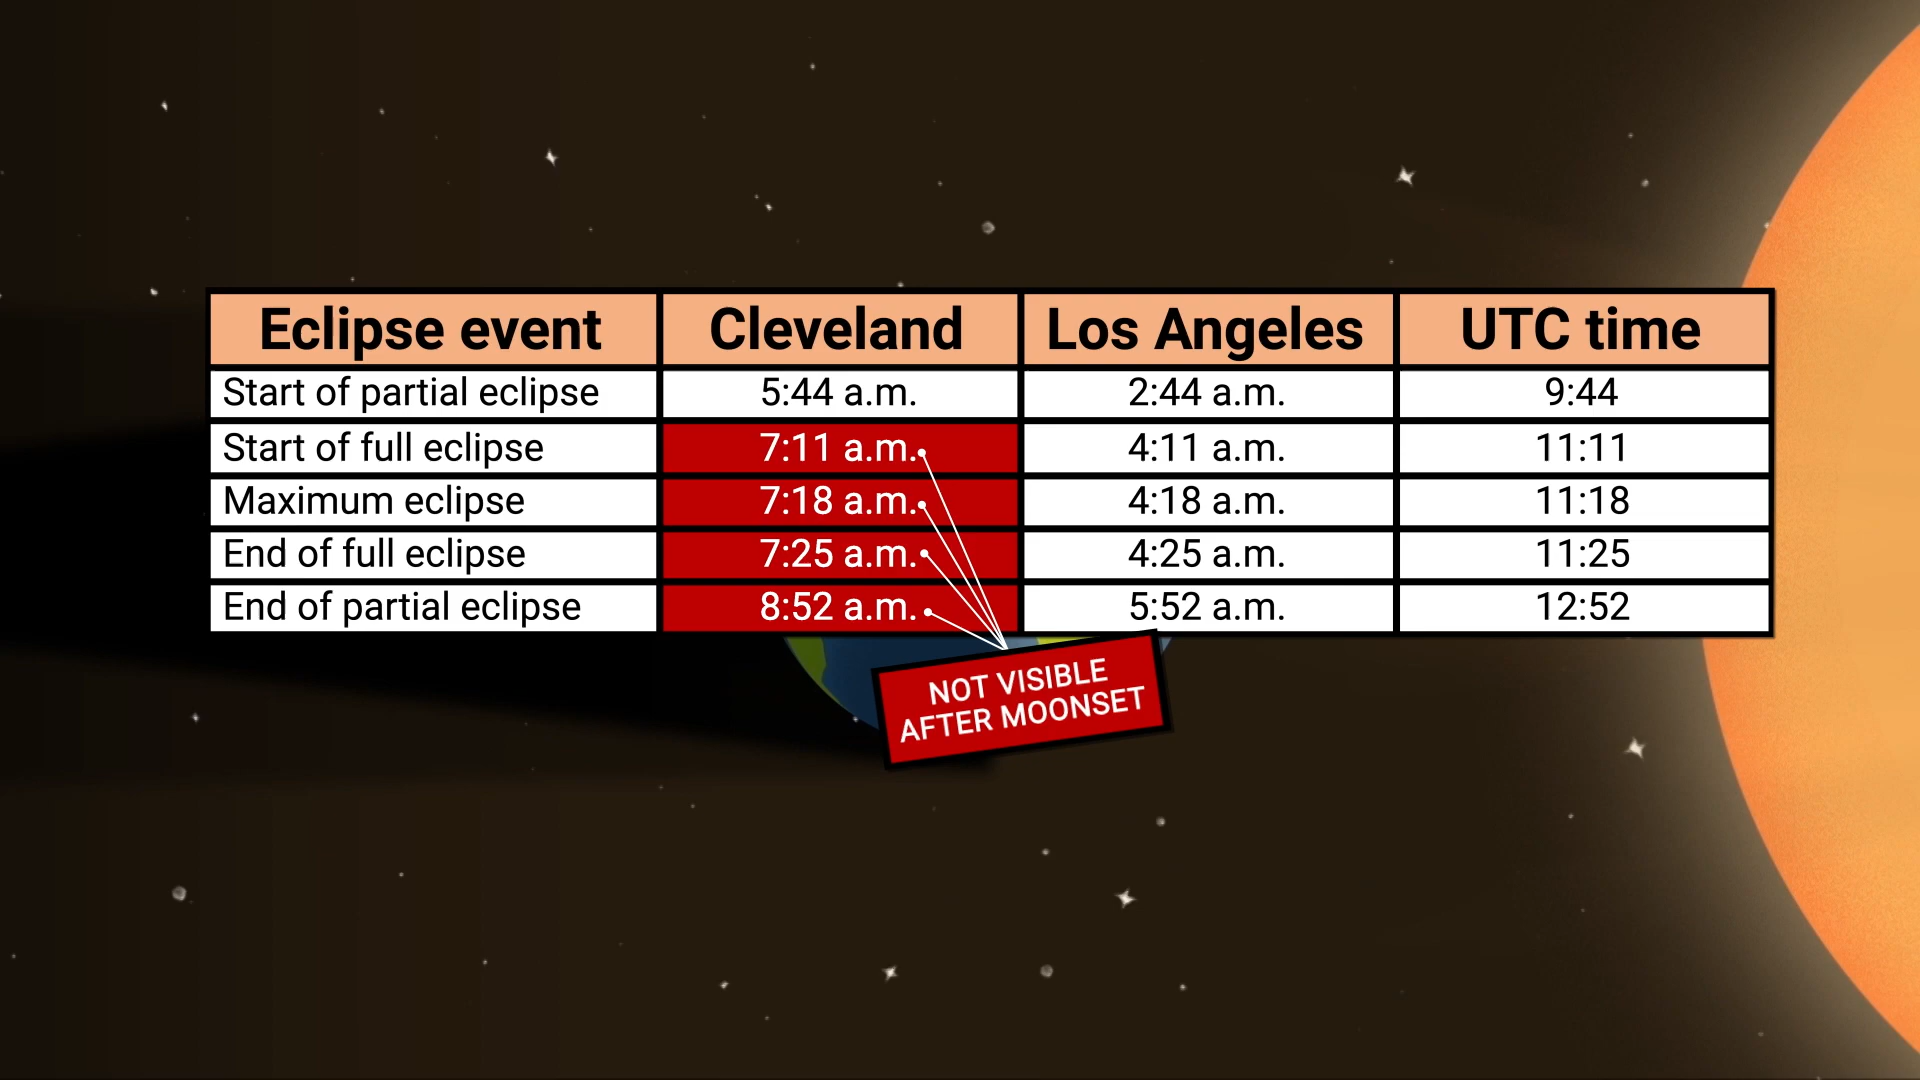 Eclipse event Cleveland Los Angeles UTC time
Start of partial eclipse 5:44 a.m. 2:44 a.m. 9:44
Start of full eclipse 7:11 a.m. 4:11 a.m. 11:11
Maximum eclipse 7:18 a.m. 4:18 a.m. 11:18
End of full eclipse 7:25 a.m. 4:25 a.m. 11:25
End of partial eclipse 8:52 a.m. 5:52 a.m. 12:52
NOT VISIBLE
AFTER MOONSET